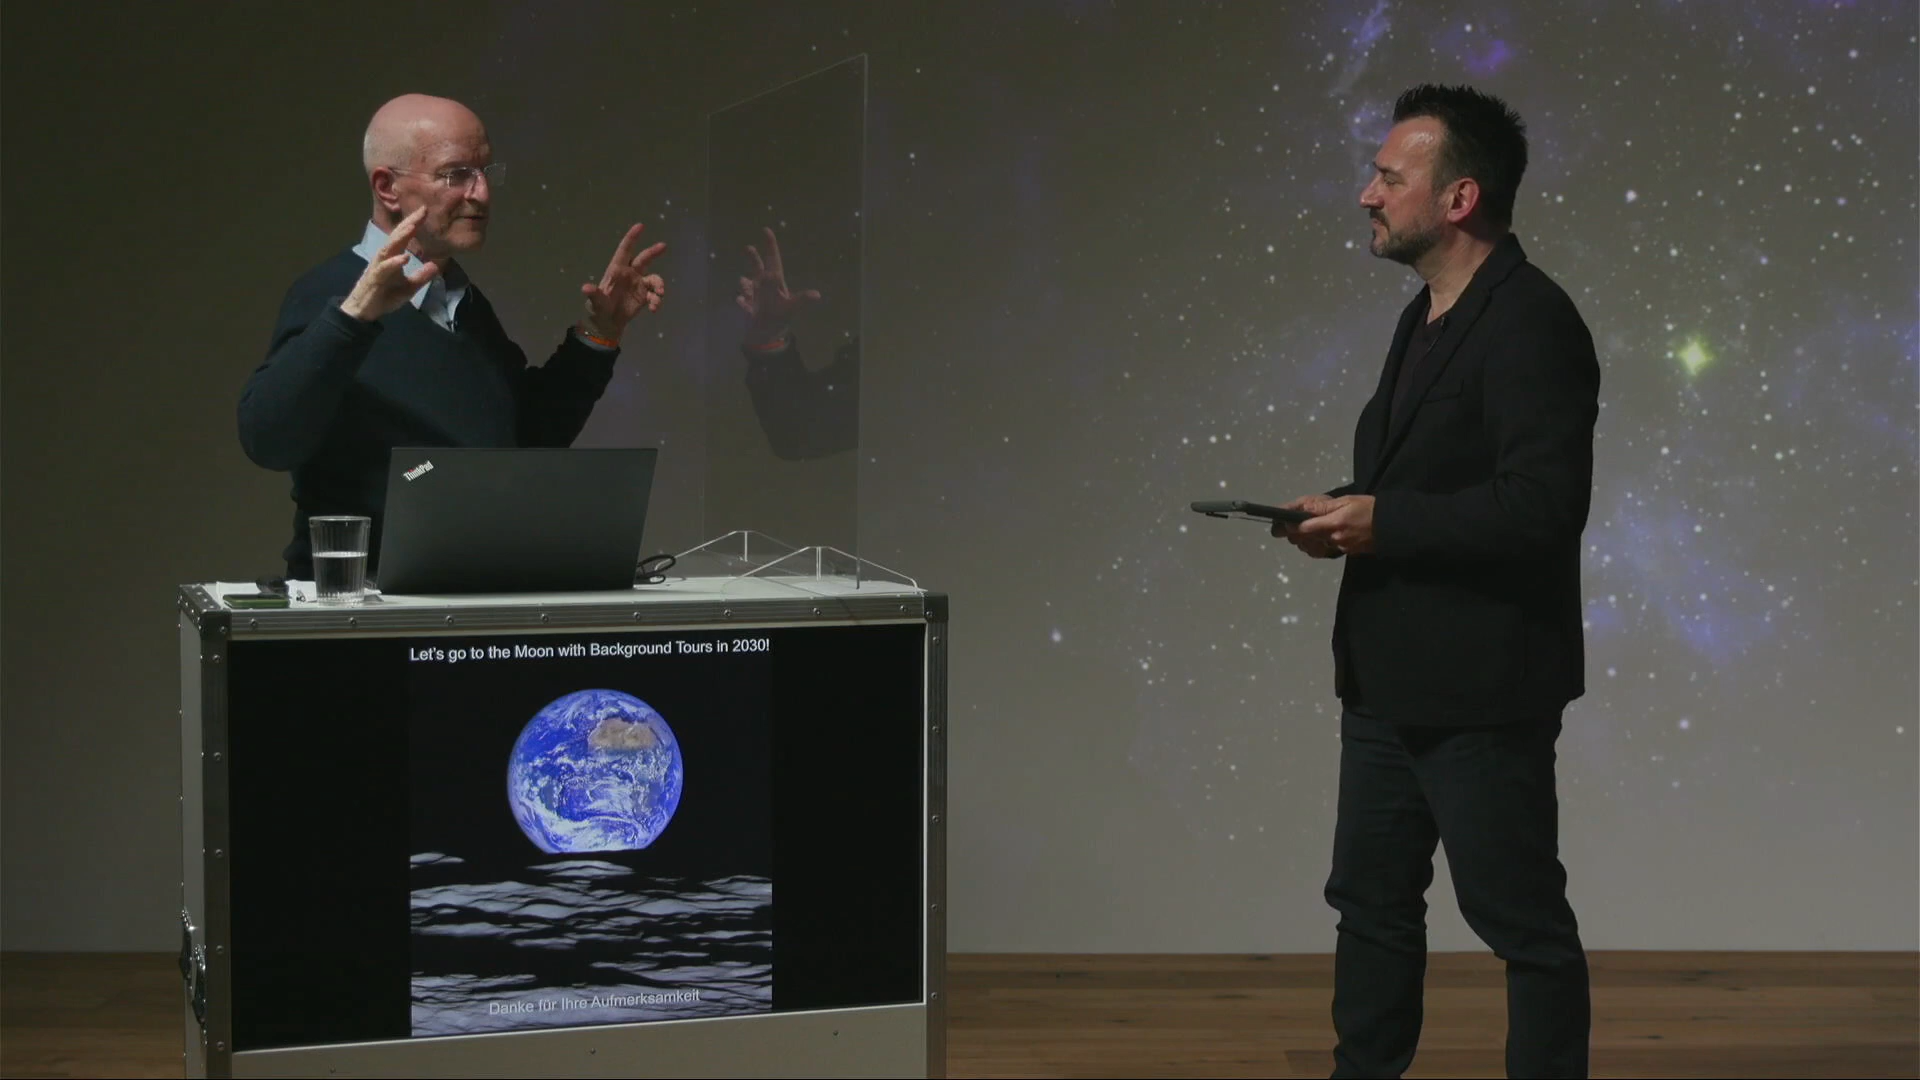 ThinkPad
Let's go to the Moon with Background Tours in 2030!
Danke für Ihre Aufmerksamkeit